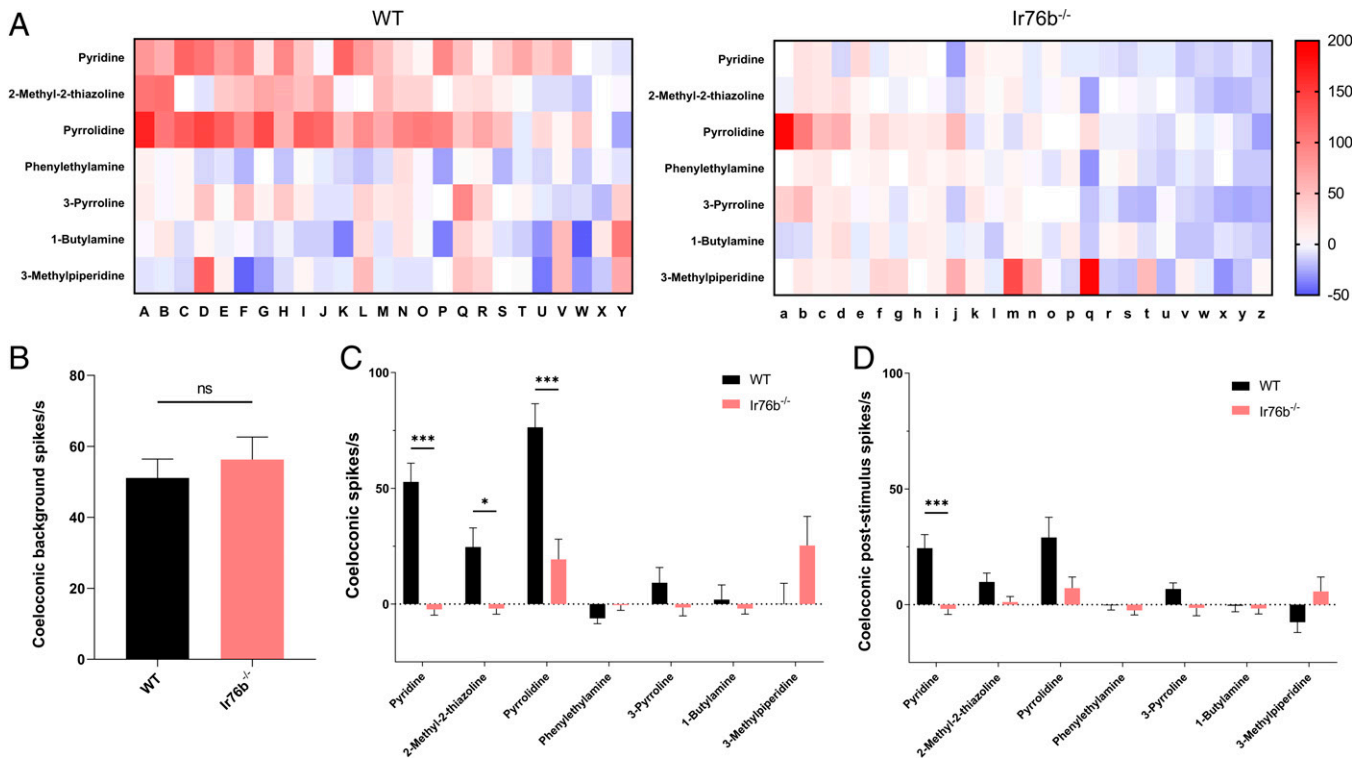 A
WT
Ir76b-/-
Pyridine
2-Methyl-2-thiazoline
Pyrrolidine
Phenylethylamine
3-Pyrroline
1-Butylamine
3-Methylpiperidine
A B C D E F G H I J K L M N O P Q R S T U V W X Y
Pyridine
2-Methyl-2-thiazoline
Pyrrolidine
Phenylethylamine
3-Pyrroline
1-Butylamine
3-Methylpiperidine
a b c d e f g h i j k l m n o p q r s t u v w x y z
200
150
100
50
0
-50
B
Coeloconic background spikes/s
80
60
40
20
0
ns
WT
Ir76b-/-
C
Coeloconic spikes/s
100
50
0
***
*
***
WT
Ir76b-/-
Pyridine
2-Methyl-2-thiazoline
Pyrrolidine
Phenylethylamine
3-Pyrroline
1-Butylamine
3-Methylpiperidine
D
Coeloconic post-stimulus spikes/s
100
50
0
***
WT
Ir76b-/-
Pyridine
2-Methyl-2-thiazoline
Pyrrolidine
Phenylethylamine
3-Pyrroline
1-Butylamine
3-Methylpiperidine